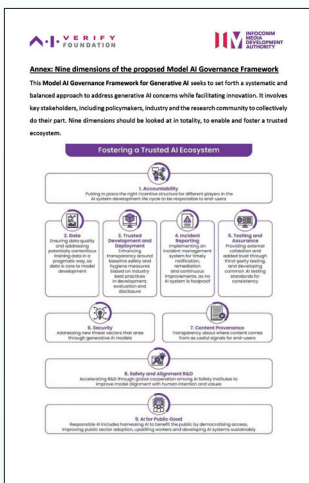 AI VERIFY
FOUNDATION
INFOCOMM
MEDIA
DEVELOPMENT
AUTHORITY
Annex: Nine dimensions of the proposed Model AI Governance Framework
This Model AI Governance Framework for Generative AI seeks to set forth a systematic and
balanced approach to address generative AI concerns while facilitating innovation. It involves
key stakeholders, including policymakers, industry and the research community to collectively
do their part. Nine dimensions should be looked at in totality, to enable and foster a trusted
ecosystem.
Fostering a Trusted AI Ecosystem
1. Accountability
Putting in place the right incentive structure for different players in the
AI system development life cycle to be responsible to end-users
2. Data
Ensuring data quality
and addressing
potentially contentious
training data in a
pragmatic way, as
data is core to model
development
3. Trusted
Development and
Deployment
Enhancing
transparency around
baseline safety and
hygiene measures
based on industry
best practices
in development,
evaluation and
disclosure
4. Incident
Reporting
Implementing an
incident management
system for timely
notification,
remediation
and continuous
improvements, as no
AI system is foolproof
5. Testing and
Assurance
Providing external
validation and
added trust through
third-party testing,
and developing
common AI testing
standards for
consistency
6. Security
Addressing new threat vectors that arise
through generative AI models
7. Content Provenance
Transparency about where content comes
from as useful signals for end-users
8. Safety and Alignment R&D
Accelerating R&D through global cooperation among AI Safety Institutes to
improve model alignment with human intention and values
9. AI for Public Good
Responsible AI includes harnessing AI to benefit the public by democratising access,
improving public sector adoption, upskilling workers and developing AI systems sustainably